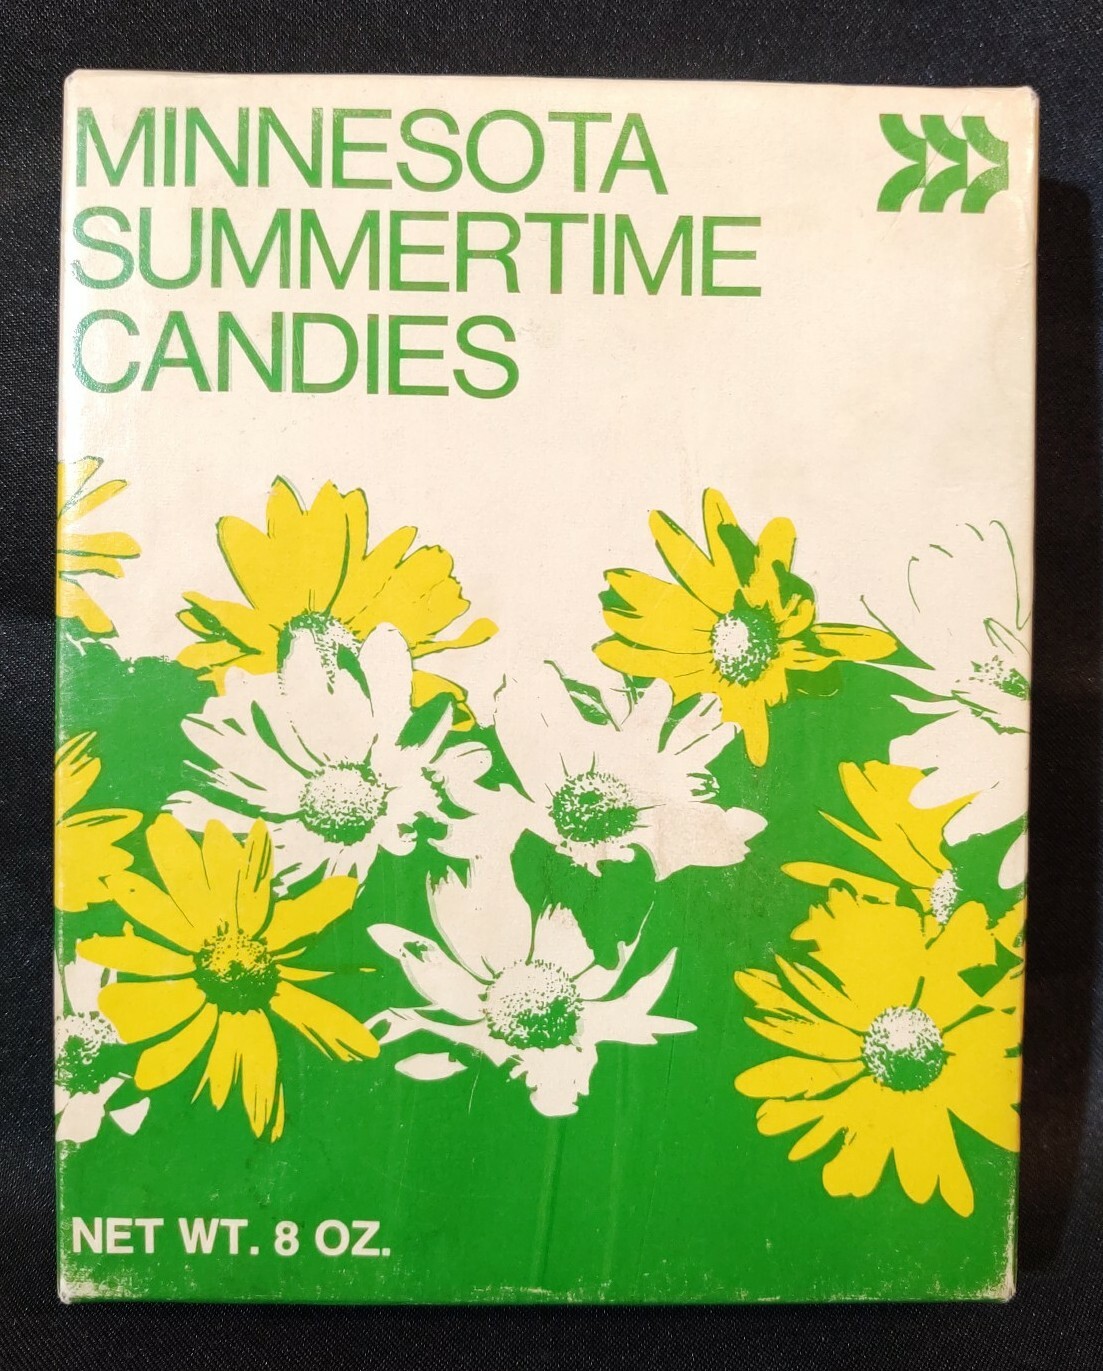 MINNESOTA
SUMMERTIME
CANDIES
NET WT. 8 OZ.